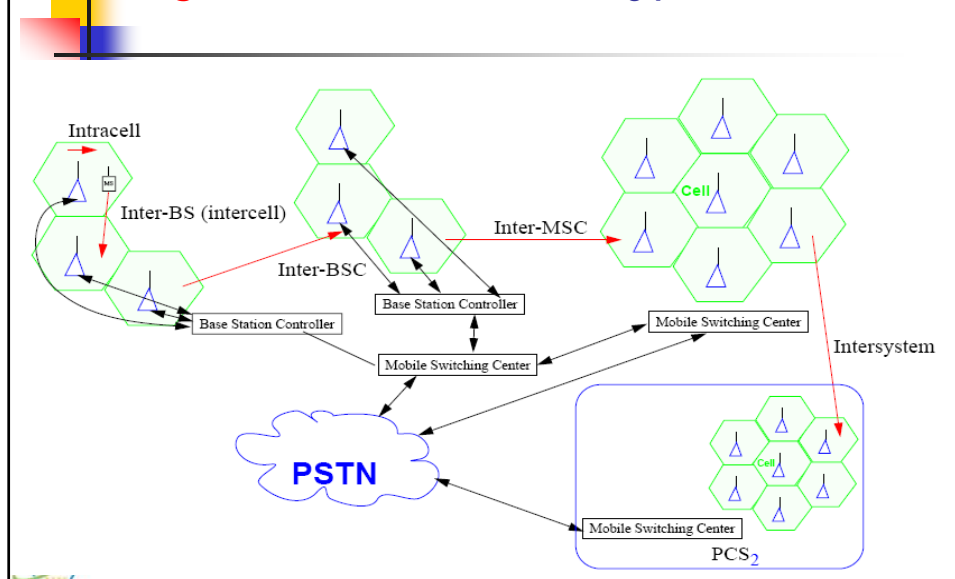 Intracell
MS
Inter-BS (intercell)
Inter-BSC
Inter-MSC
Cell
Base Station Controller
Base Station Controller
Mobile Switching Center
Mobile Switching Center
Intersystem
PSTN
Cell
Mobile Switching Center
PCS2